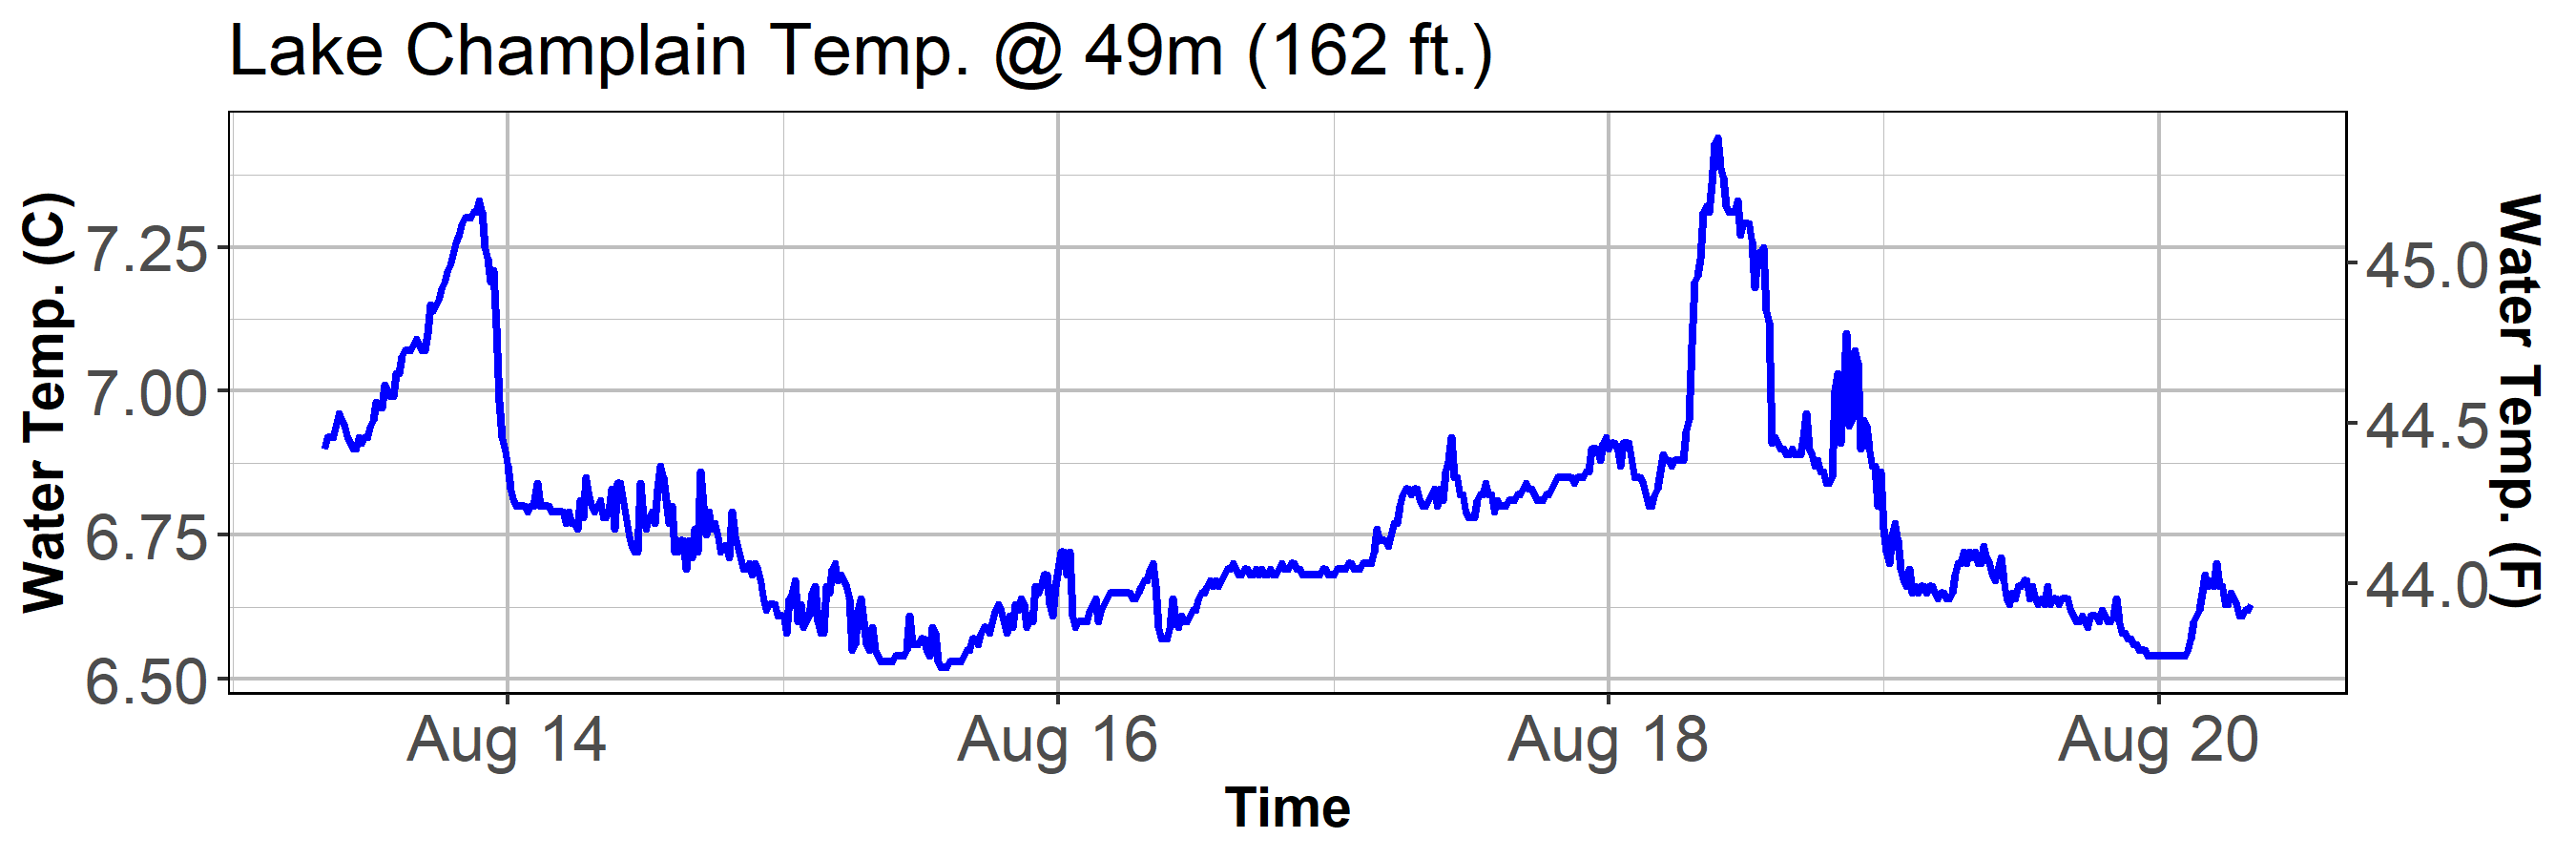 Lake Champlain Temp. @ 49m (162 ft.)
Water Temp. (C)
7.25
7.00
6.75
6.50
45.0
44.5
44.0
Water Temp. (F)
Aug 14 Aug 16 Aug 18 Aug 20
Time